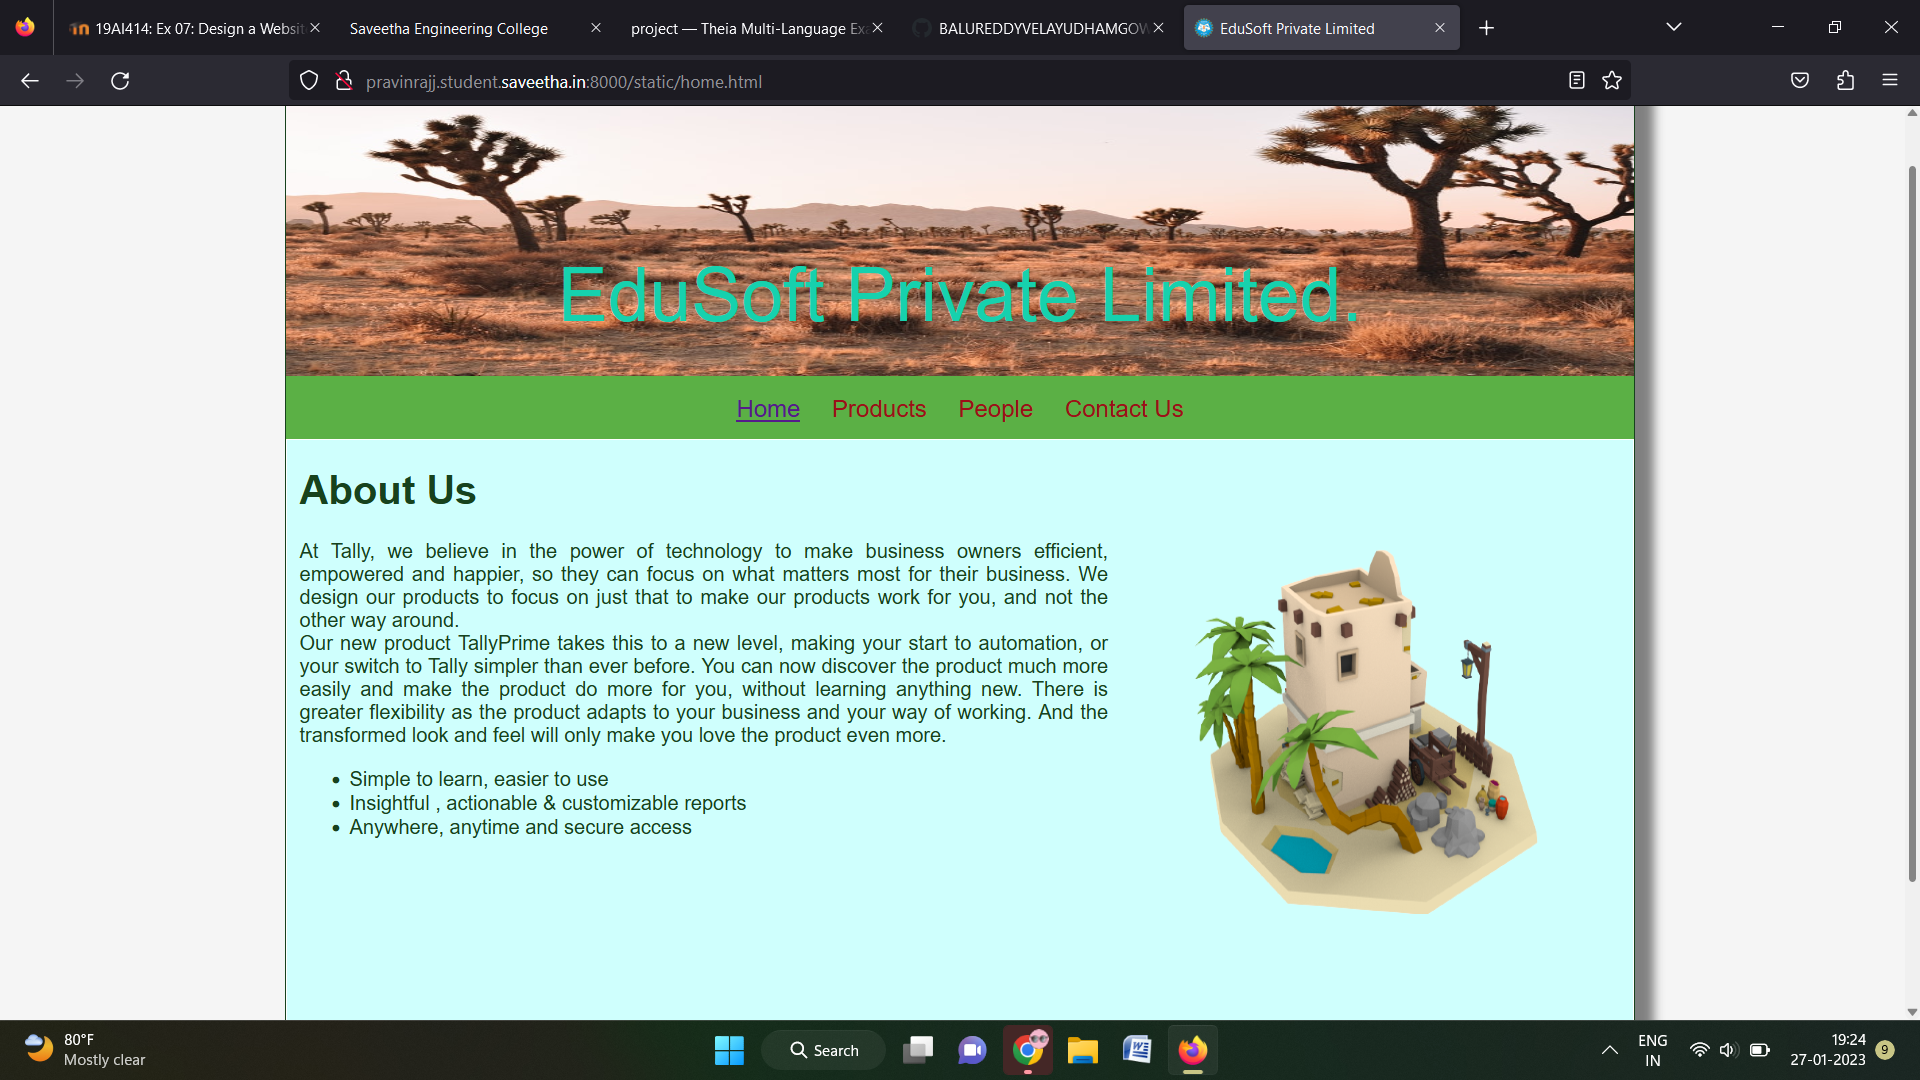 19AI414: Ex 07: Design a Websit
Saveetha Engineering College
project — Theia Multi-Language Ex
BALUREDDYVELAYUDHAMGOW
EduSoft Private Limited
pravinrajj.student.saveetha.in:8000/static/home.html
EduSoft Private Limited.
Home Products People Contact Us
About Us
At Tally, we believe in the power of technology to make business owners efficient,
empowered and happier, so they can focus on what matters most for their business. We
design our products to focus on just that to make our products work for you, and not the
other way around.
Our new product TallyPrime takes this to a new level, making your start to automation, or
your switch to Tally simpler than ever before. You can now discover the product much more
easily and make the product do more for you, without learning anything new. There is
greater flexibility as the product adapts to your business and your way of working. And the
transformed look and feel will only make you love the product even more.
• Simple to learn, easier to use
• Insightful , actionable & customizable reports
• Anywhere, anytime and secure access
80°F
Mostly clear
Search
ENG
IN
19:24
27-01-2023
9